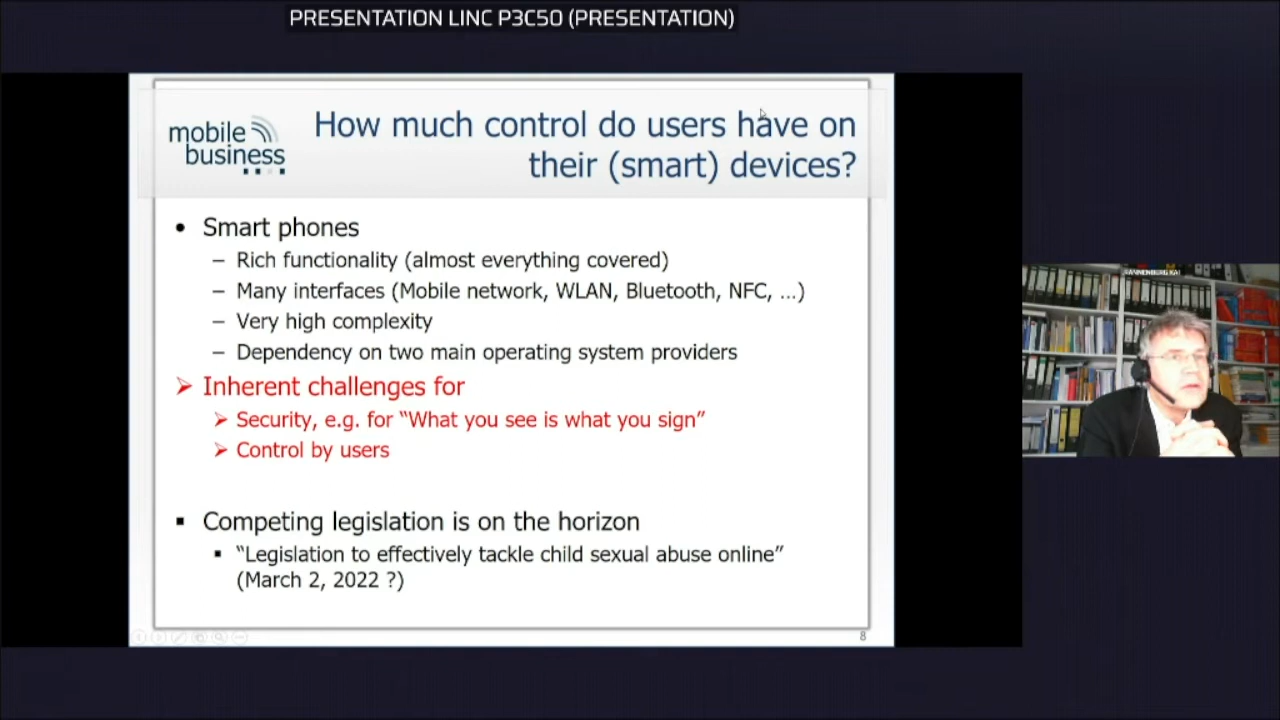 PRESENTATION LINC P3C50 (PRESENTATION)
mobile
business
How much control do users have on
their (smart) devices?
• Smart phones
– Rich functionality (almost everything covered)
– Many interfaces (Mobile network, WLAN, Bluetooth, NFC, ...)
– Very high complexity
– Dependency on two main operating system providers
➢ Inherent challenges for
➢ Security, e.g. for “What you see is what you sign”
➢ Control by users
▪ Competing legislation is on the horizon
▪ “Legislation to effectively tackle child sexual abuse online”
(March 2, 2022 ?)
8